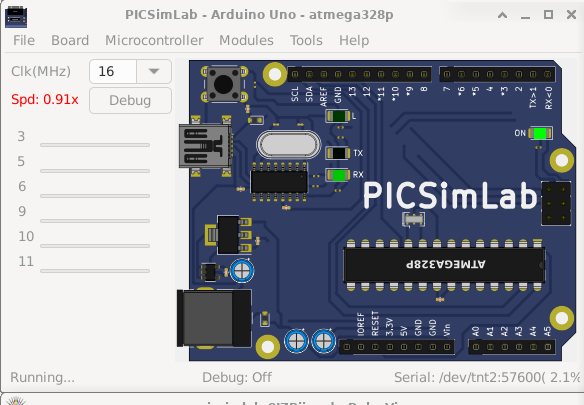 PICSimLab - Arduino Uno - atmega328p
File Board Microcontroller Modules Tools Help
Clk(MHz) 16
Spd: 0.91x Debug
3
5
6
9
10
11
SCL SDA AREF GND 13 12 *11 *10 *9 8 7 *6 *5 4 *3 2 TX>1 RX<0
L
TX
RX
ON
PICSimLab
ATMEGA328P
IOREF RESET 3.3V 5V GND GND Vin A0 A1 A2 A3 A4 A5
Running... Debug: Off Serial: /dev/tnt2:57600( 2.1%